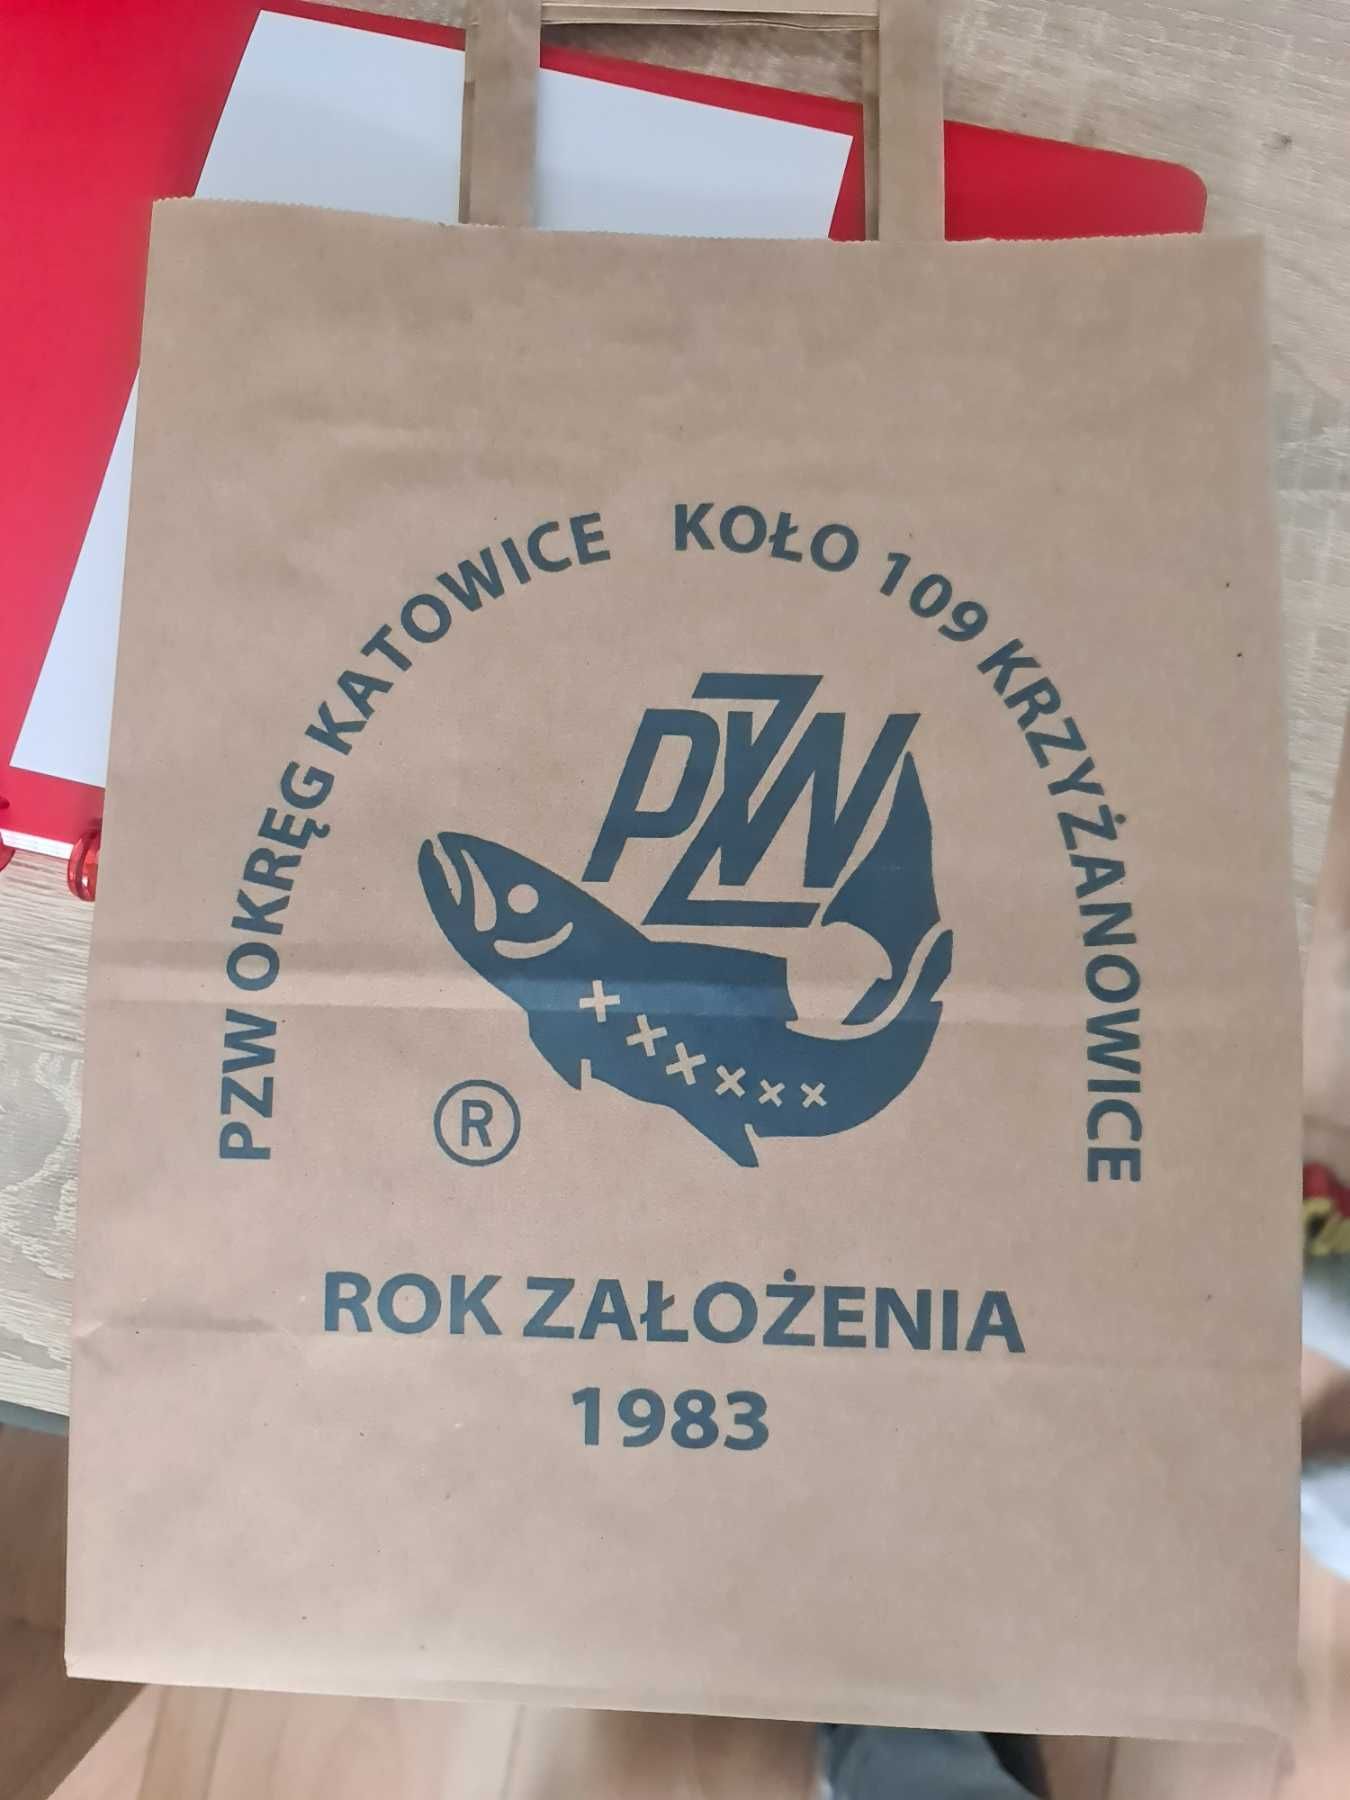 PZW OKRĘG KATOWICE KOŁO 109 KRZYŻANOWICE
PZW
®
ROK ZAŁOŻENIA
1983